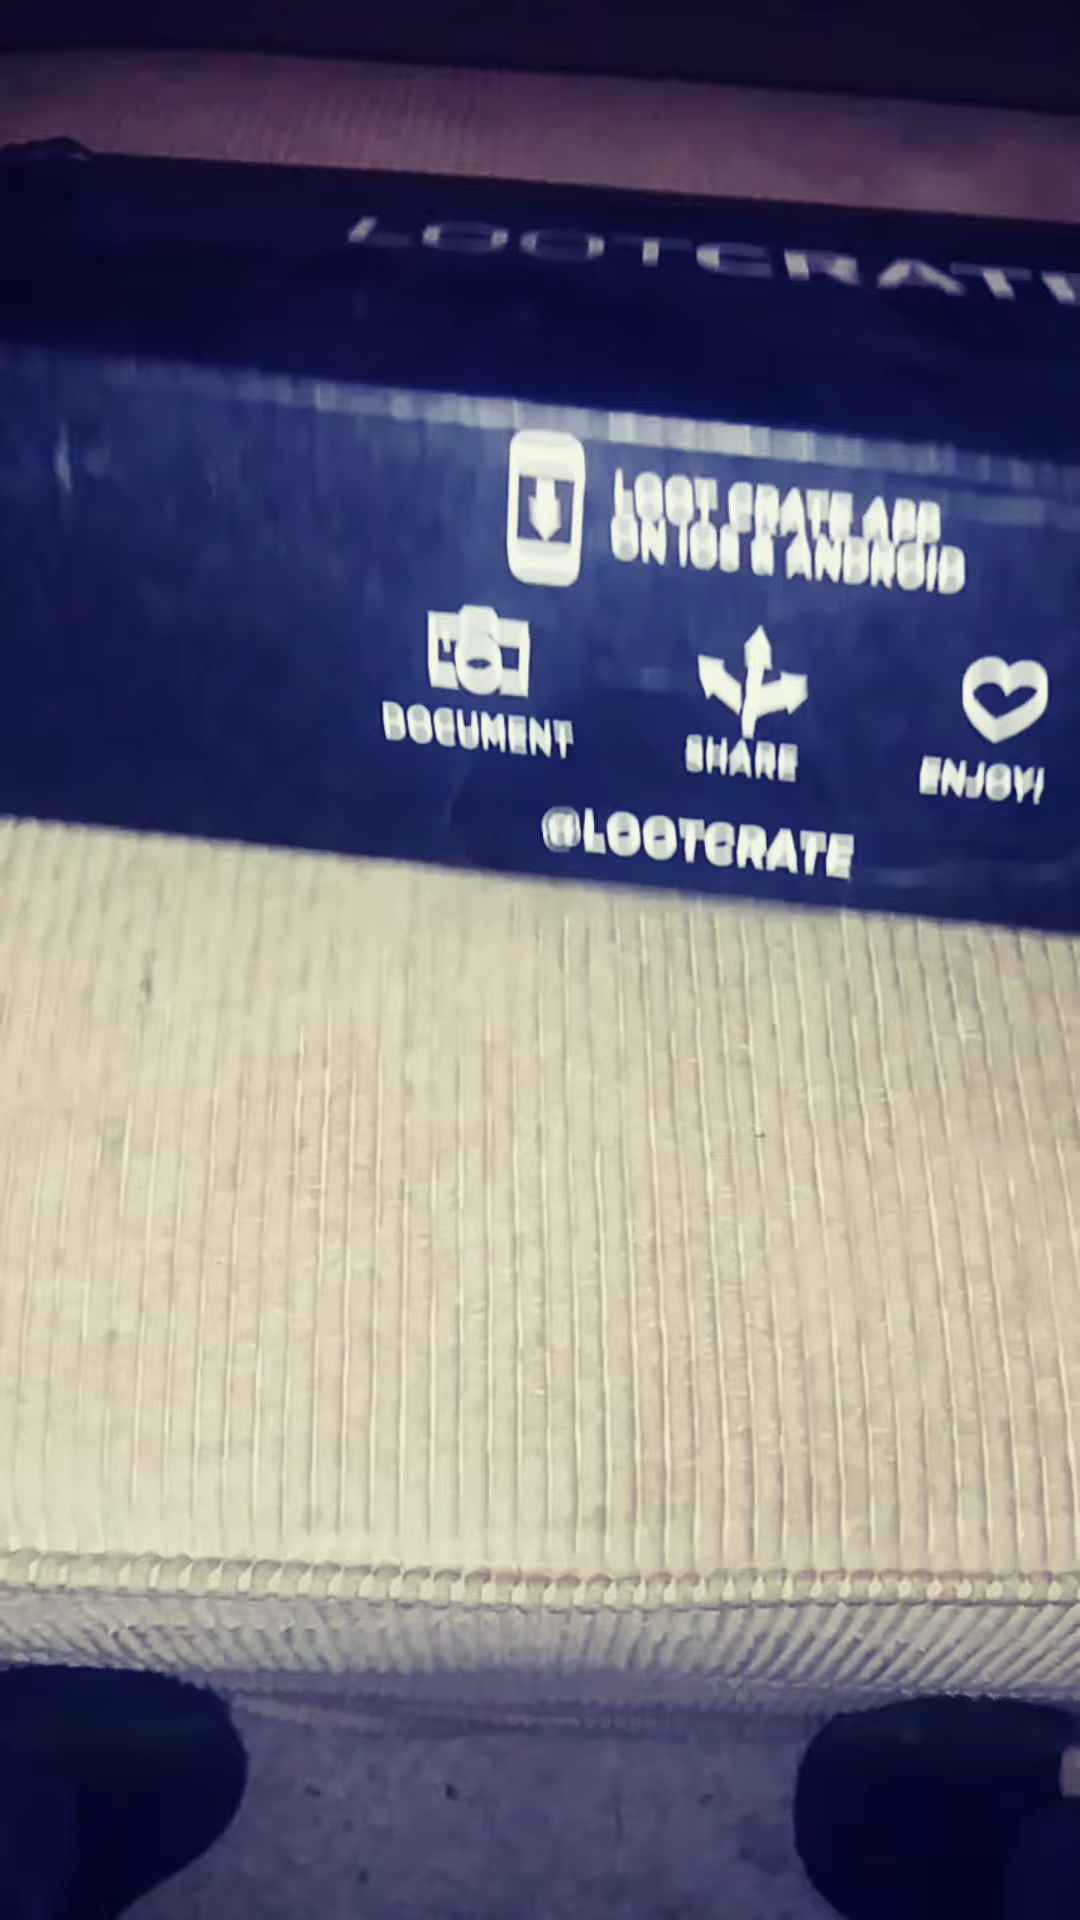 LOOTCRATE
LOOT CRATE APP
ON IOS & ANDROID
DOCUMENT
SHARE
ENJOY!
@LOOTCRATE